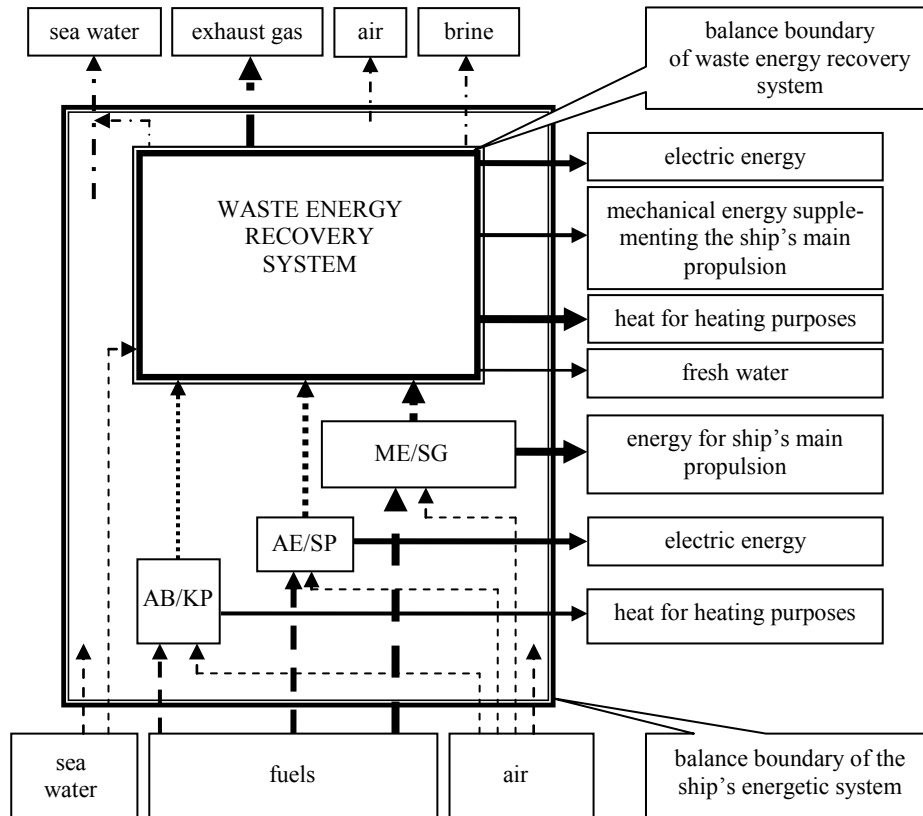 sea water
exhaust gas
air
brine
balance boundary
of waste energy recovery
system
WASTE ENERGY
RECOVERY
SYSTEM
electric energy
mechanical energy supple-
menting the ship's main
propulsion
heat for heating purposes
fresh water
ME/SG
energy for ship's main
propulsion
AE/SP
electric energy
AB/KP
heat for heating purposes
sea
water
fuels
air
balance boundary of the
ship's energetic system